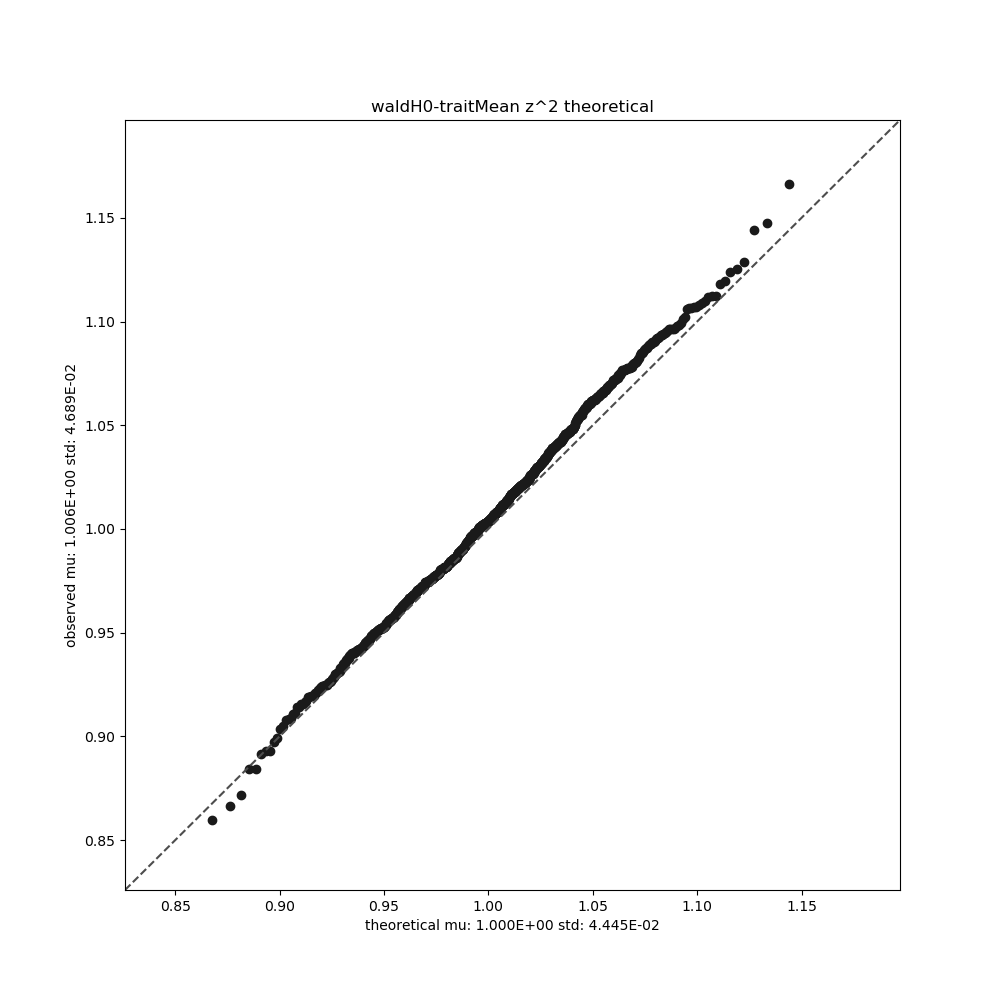 waldH0-traitMean z^2 theoretical
1.15
1.10
1.05
1.00
0.95
0.90
0.85
observed mu: 1.006E+00 std: 4.689E-02
0.85 0.90 0.95 1.00 1.05 1.10 1.15
theoretical mu: 1.000E+00 std: 4.445E-02